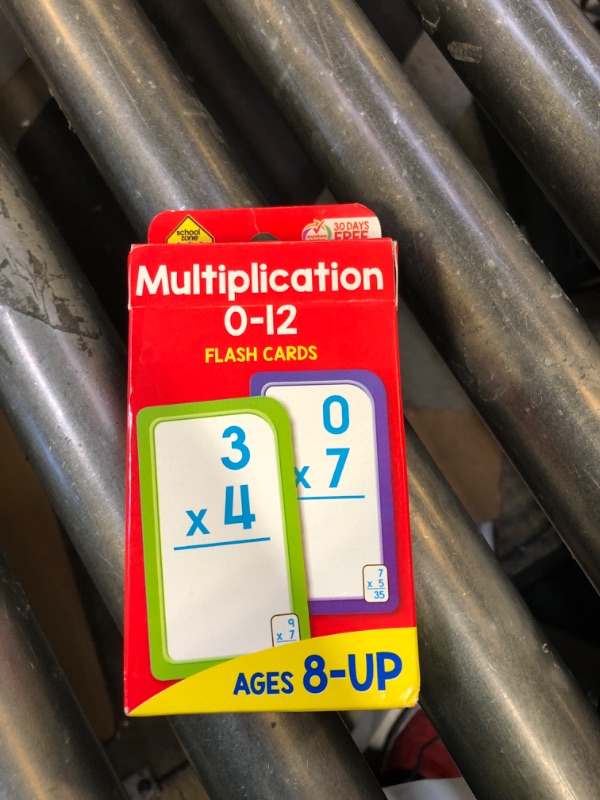 school
zone
30 DAYS
FREE
Multiplication
0-12
FLASH CARDS
3
x 4
0
x 7
7
x 5
35
9
x 7
AGES 8-UP